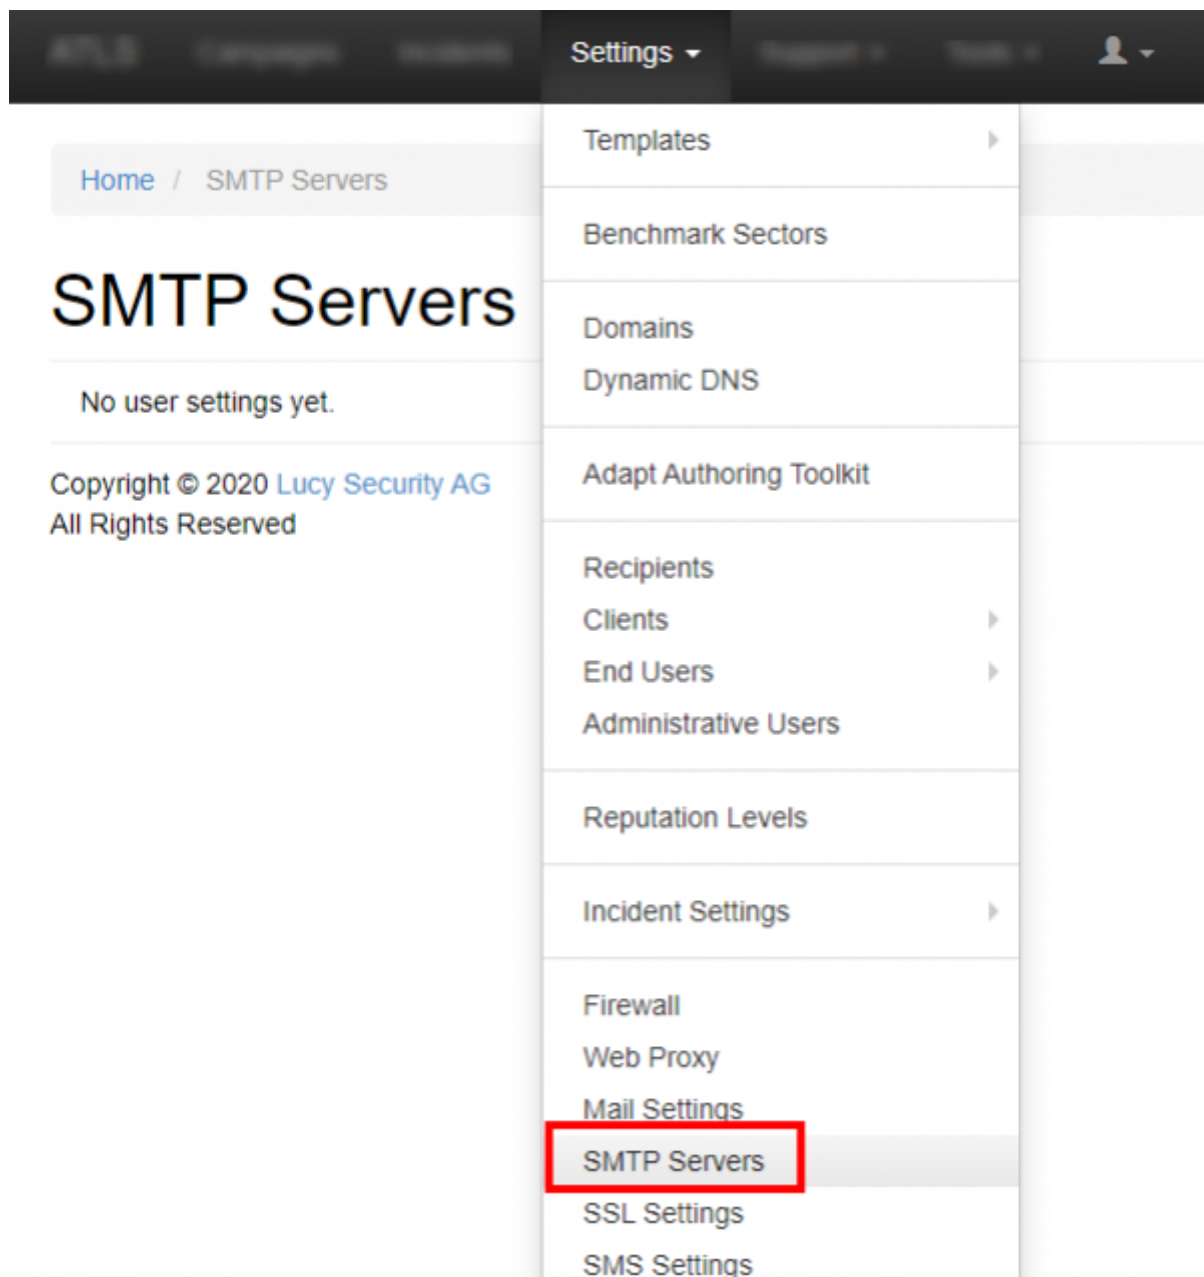 Settings
Home / SMTP Servers
SMTP Servers
No user settings yet.
Copyright © 2020 Lucy Security AG
All Rights Reserved
Templates
Benchmark Sectors
Domains
Dynamic DNS
Adapt Authoring Toolkit
Recipients
Clients
End Users
Administrative Users
Reputation Levels
Incident Settings
Firewall
Web Proxy
Mail Settings
SMTP Servers
SSL Settings
SMS Settings